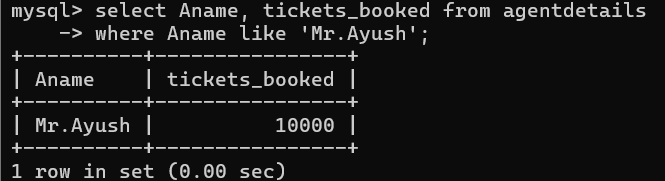 mysql> select Aname, tickets_booked from agentdetails
    -> where Aname like 'Mr.Ayush';
+----------+----------------+
| Aname    | tickets_booked |
+----------+----------------+
| Mr.Ayush |          10000 |
+----------+----------------+
1 row in set (0.00 sec)